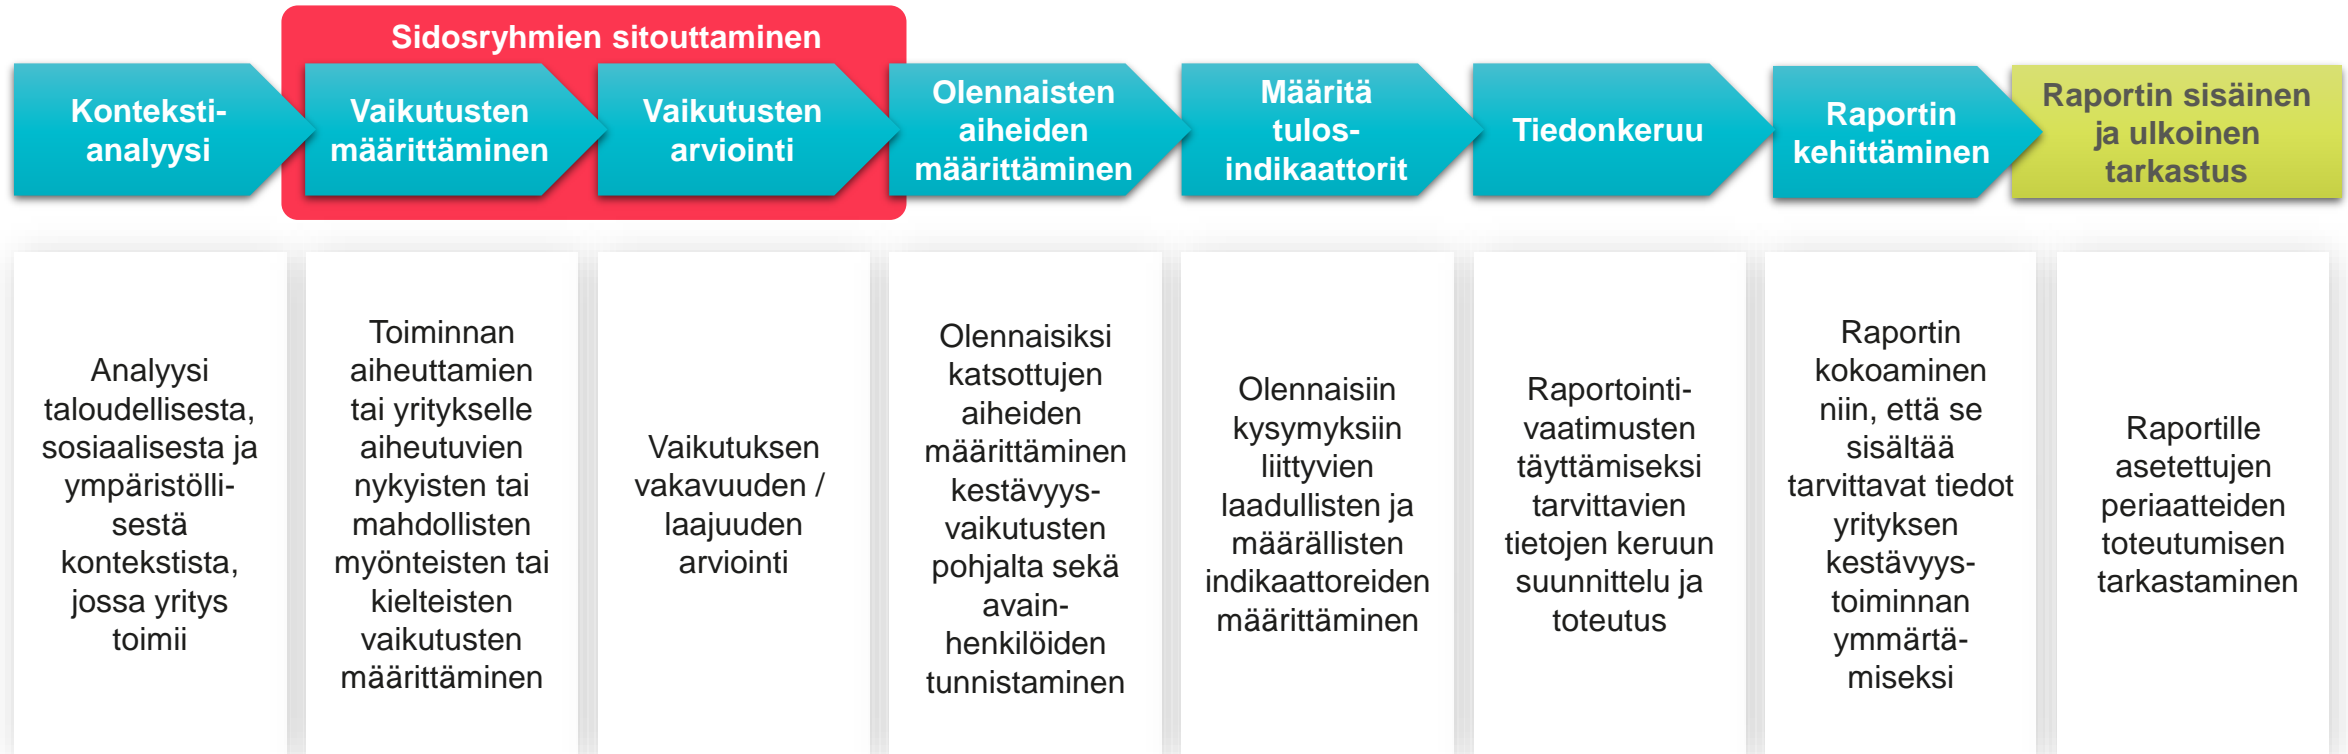 Sidosryhmien sitouttaminen
Konteksti-
analyysi
Vaikutusten
määrittäminen
Vaikutusten
arviointi
Olennaisten
aiheiden
määrittäminen
Määritä
tulos-
indikaattorit
Tiedonkeruu
Raportin
kehittäminen
Raportin sisäinen
ja ulkoinen
tarkastus
Analyysi
taloudellisesta,
sosiaalisesta ja
ympäristölli-
sestä
kontekstista,
jossa yritys
toimii
Toiminnan
aiheuttamien
tai yritykselle
aiheutuvien
nykyisten tai
mahdollisten
myönteisten tai
kielteisten
vaikutusten
määrittäminen
Vaikutuksen
vakavuuden /
laajuuden
arviointi
Olennaisiksi
katsottujen
aiheiden
määrittäminen
kestävyys-
vaikutusten
pohjalta sekä
avain-
henkilöiden
tunnistaminen
Olennaisiin
kysymyksiin
liittyvien
laadullisten ja
määrällisten
indikaattoreiden
määrittäminen
Raportointi-
vaatimusten
täyttämiseksi
tarvittavien
tietojen keruun
suunnittelu ja
toteutus
Raportin
kokoaminen
niin, että se
sisältää
tarvittavat tiedot
yrityksen
kestävyys-
toiminnan
ymmärtä-
miseksi
Raportille
asetettujen
periaatteiden
toteutumisen
tarkastaminen